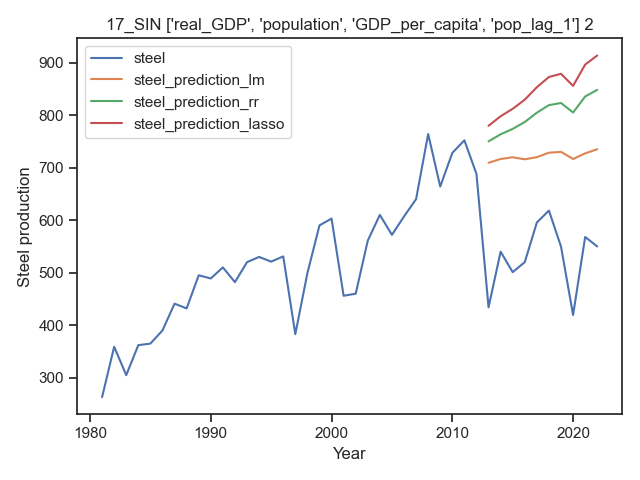 17_SIN ['real_GDP', 'population', 'GDP_per_capita', 'pop_lag_1'] 2
steel
steel_prediction_lm
steel_prediction_rr
steel_prediction_lasso
Steel production
900
800
700
600
500
400
300
1980
1990
2000
2010
2020
Year